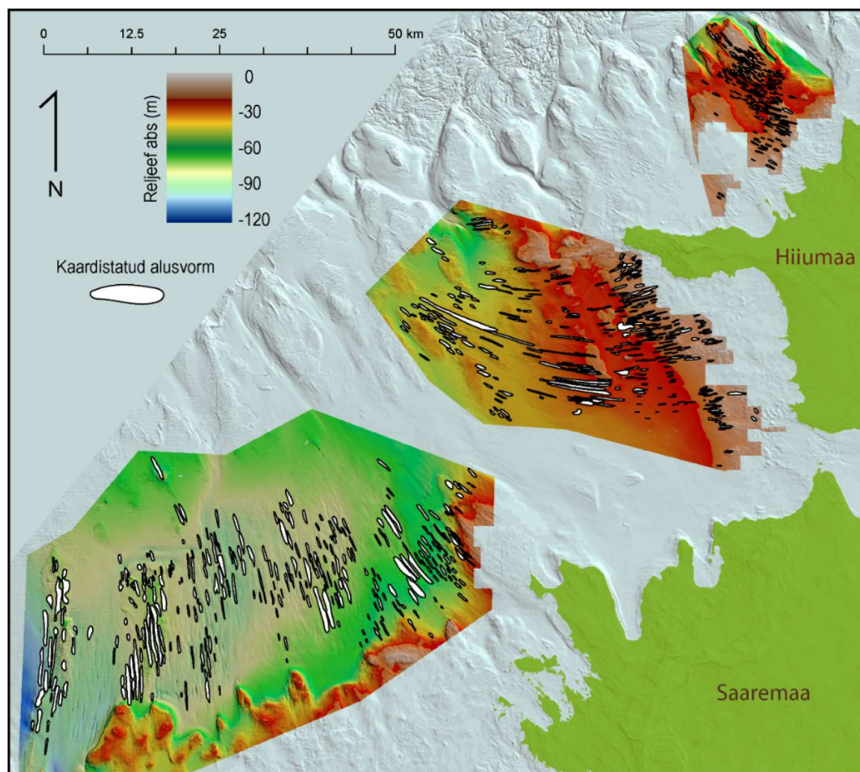 0 12.5 25 50 km
Reljeef abs (m)
0
-30
-60
-90
-120
N
Kaardistatud alusvorm
Hiiumaa
Saaremaa